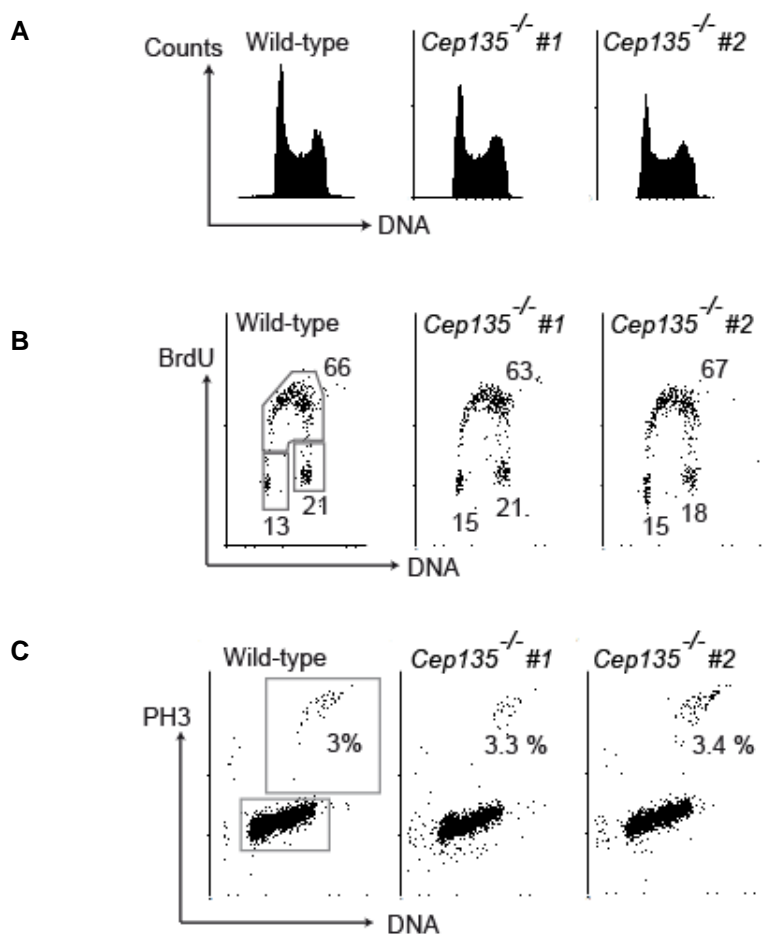 A
Counts
Wild-type
Cep135-/- #1
Cep135-/- #2
DNA
B
BrdU
Wild-type
Cep135-/- #1
Cep135-/- #2
66
63
67
13
21
15
21
15
18
DNA
C
PH3
Wild-type
Cep135-/- #1
Cep135-/- #2
3%
3.3 %
3.4 %
DNA